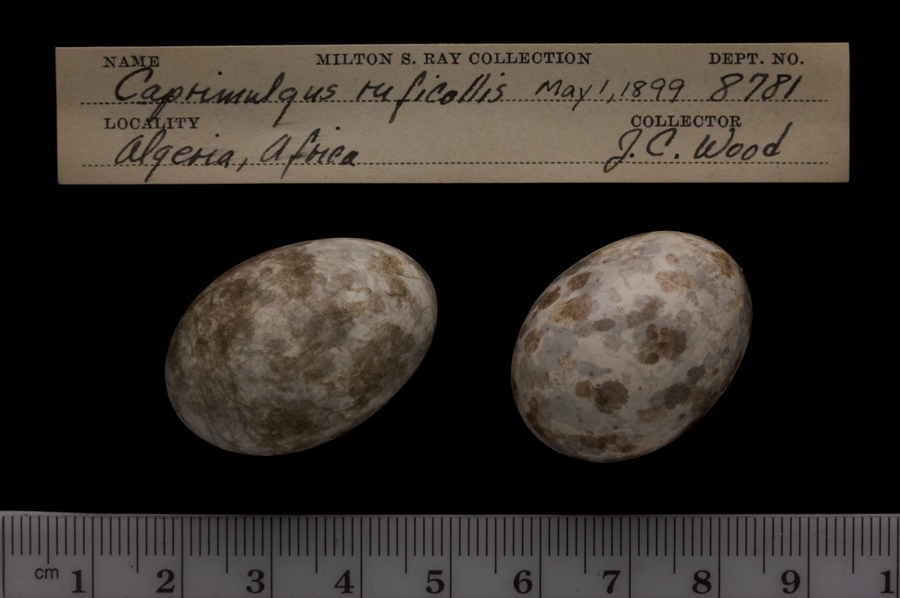 NAME MILTON S. RAY COLLECTION DEPT. NO.
Caprimulgus ruficollis May 1, 1899 8781
LOCALITY COLLECTOR
Algeria, Africa J. C. Wood
cm 1 2 3 4 5 6 7 8 9 1